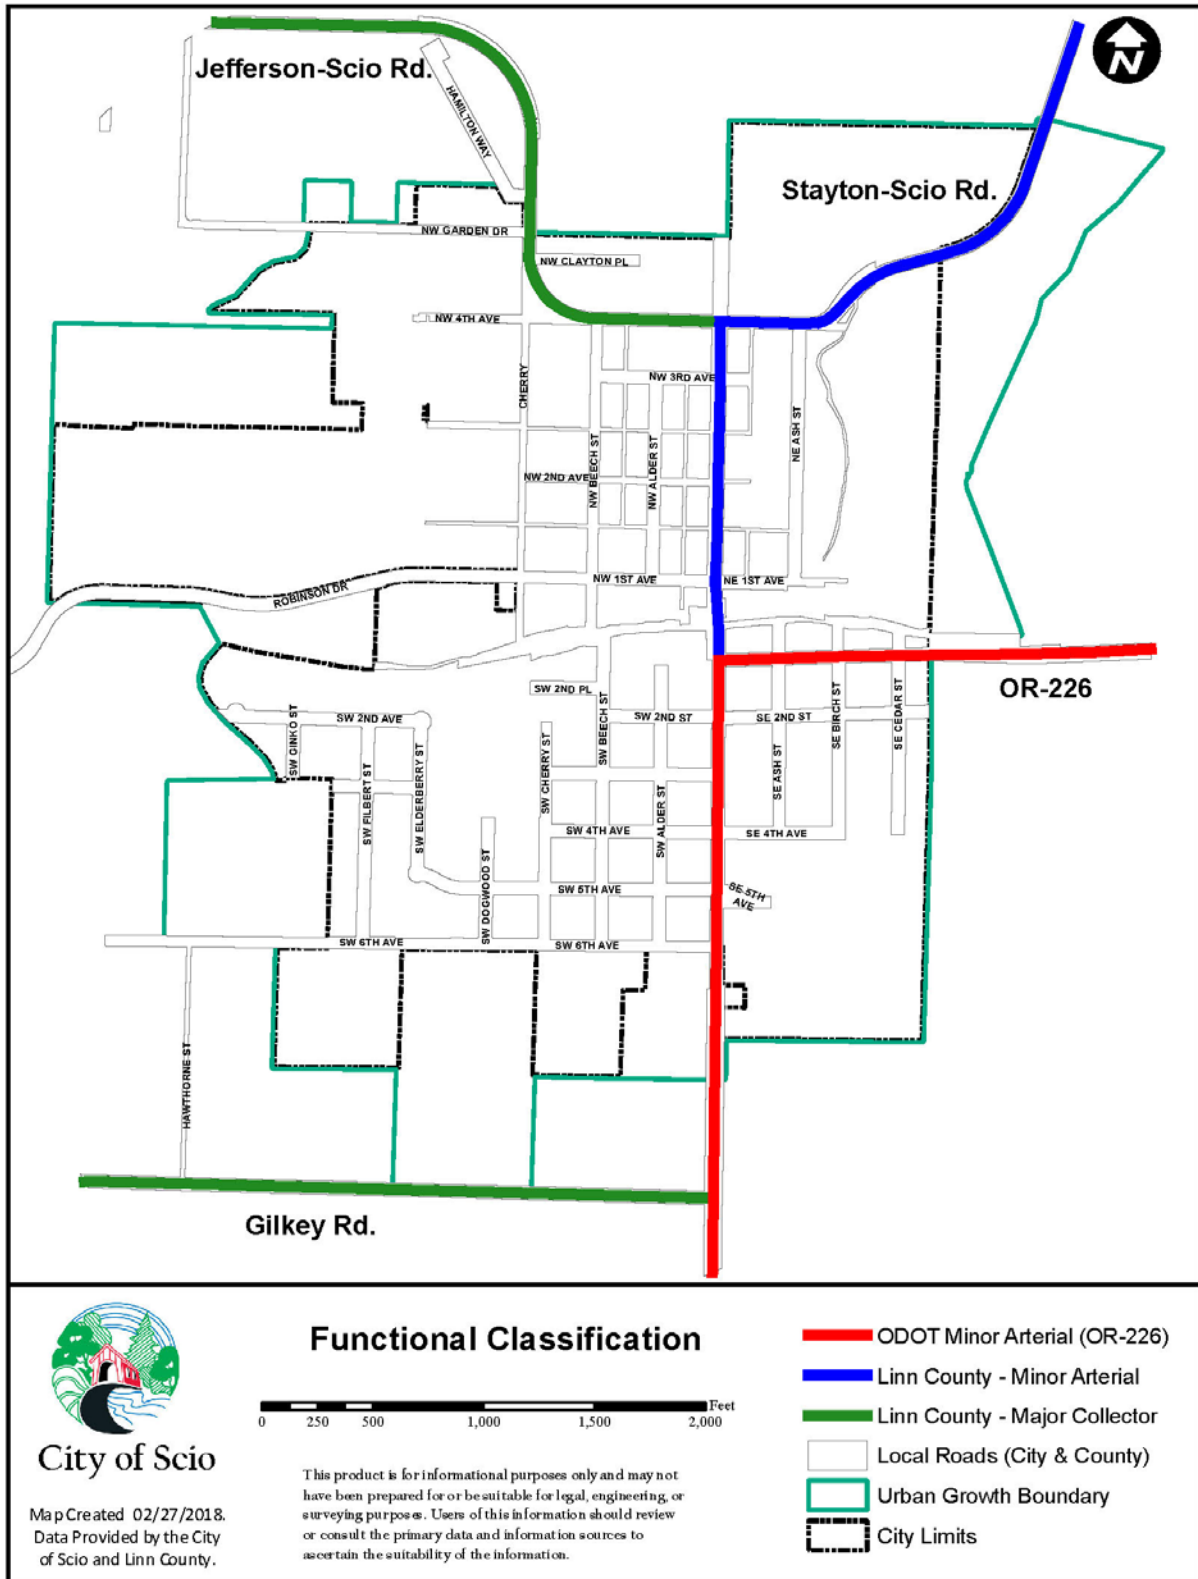 N
Jefferson-Scio Rd.
HAMILTON WAY
Stayton-Scio Rd.
NW GARDEN DR
NW CLAYTON PL
NW 4TH AVE
CHERRY
NW 3RD AVE
NW BEECH ST
NW ALDER ST
NE ASH ST
NW 2ND AVE
NW 1ST AVE
NE 1ST AVE
ROBINSON DR
OR-226
SW 2ND PL
SW BEECH ST
SW 2ND ST
SE 2ND ST
SE BIRCH ST
SE CEDAR ST
SW 2ND AVE
SW GINKO ST
SW FILBERT ST
SW ELDERBERRY ST
SW CHERRY ST
SE ASH ST
SW ALDER ST
SW 4TH AVE
SE 4TH AVE
SW DOGWOOD ST
SW 5TH AVE
SE 5TH
AVE
SW 6TH AVE
SW 6TH AVE
HAWTHORNE ST
Gilkey Rd.
City of Scio
Map Created 02/27/2018.
Data Provided by the City
of Scio and Linn County.
Functional Classification
Feet
0 250 500 1,000 1,500 2,000
This product is for informational purposes only and may not
have been prepared for or be suitable for legal, engineering, or
surveying purposes. Users of this information should review
or consult the primary data and information sources to
ascertain the suitability of the information.
ODOT Minor Arterial (OR-226)
Linn County - Minor Arterial
Linn County - Major Collector
Local Roads (City & County)
Urban Growth Boundary
City Limits